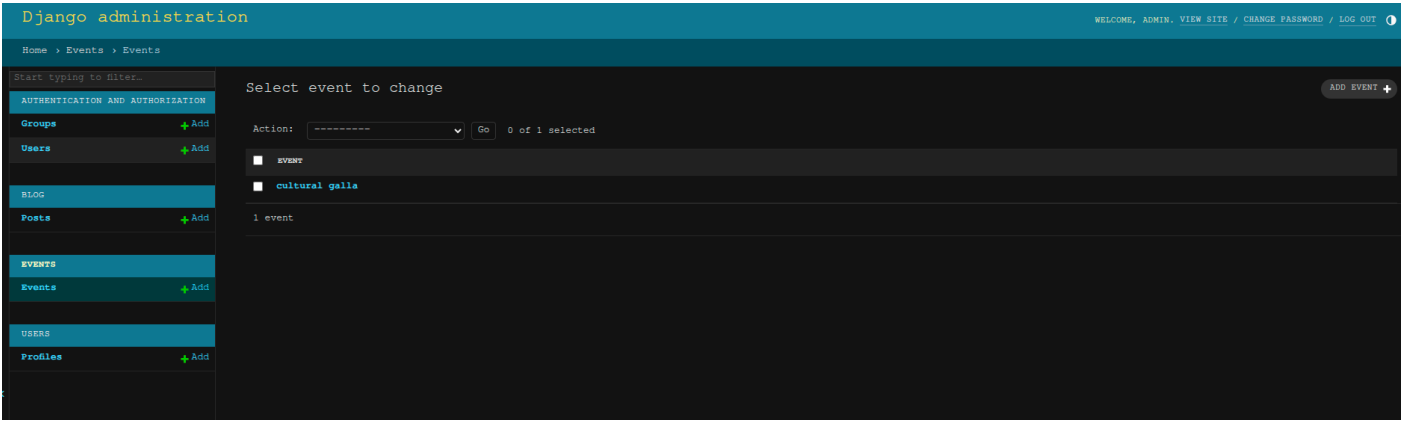 Django administration
WELCOME, ADMIN. VIEW SITE / CHANGE PASSWORD / LOG OUT
Home › Events › Events
Start typing to filter…
AUTHENTICATION AND AUTHORIZATION
Groups + Add
Users + Add
BLOG
Posts + Add
EVENTS
Events + Add
USERS
Profiles + Add
Select event to change
ADD EVENT +
Action: --------- Go 0 of 1 selected
EVENT
cultural galla
1 event